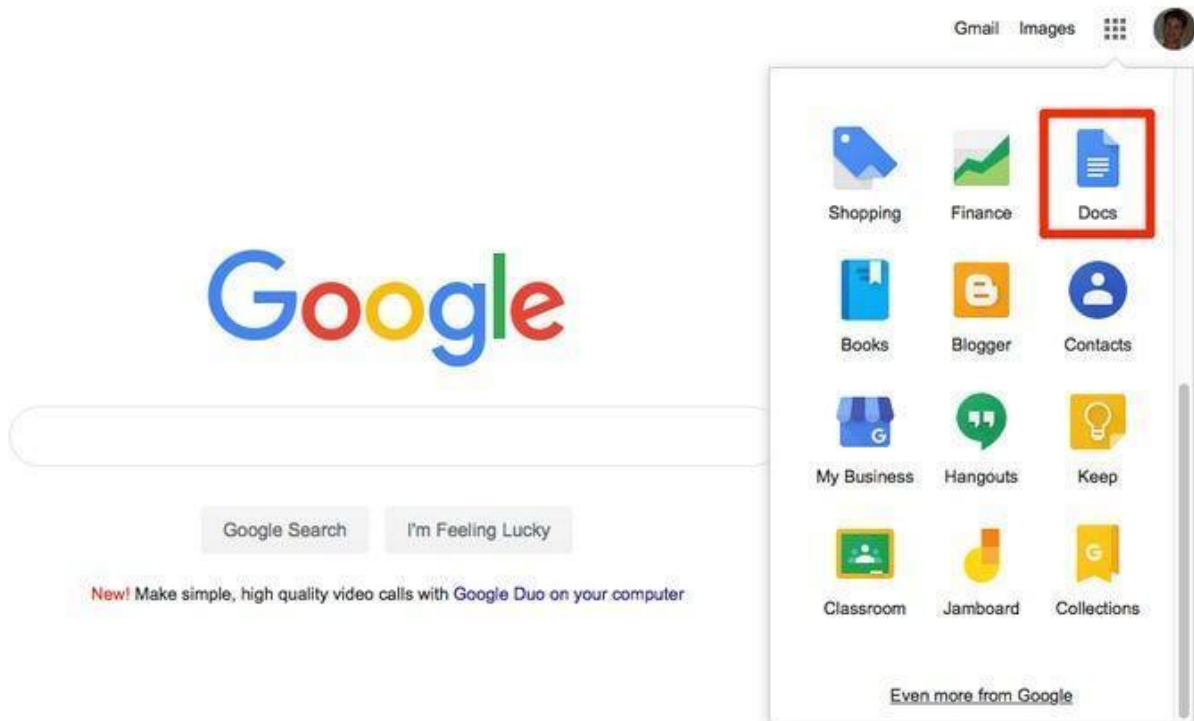 Gmail Images
Shopping Finance Docs
Google
Books Blogger Contacts
G
My Business Hangouts Keep
Google Search I'm Feeling Lucky
New! Make simple, high quality video calls with Google Duo on your computer
G
Classroom Jamboard Collections
Even more from Google